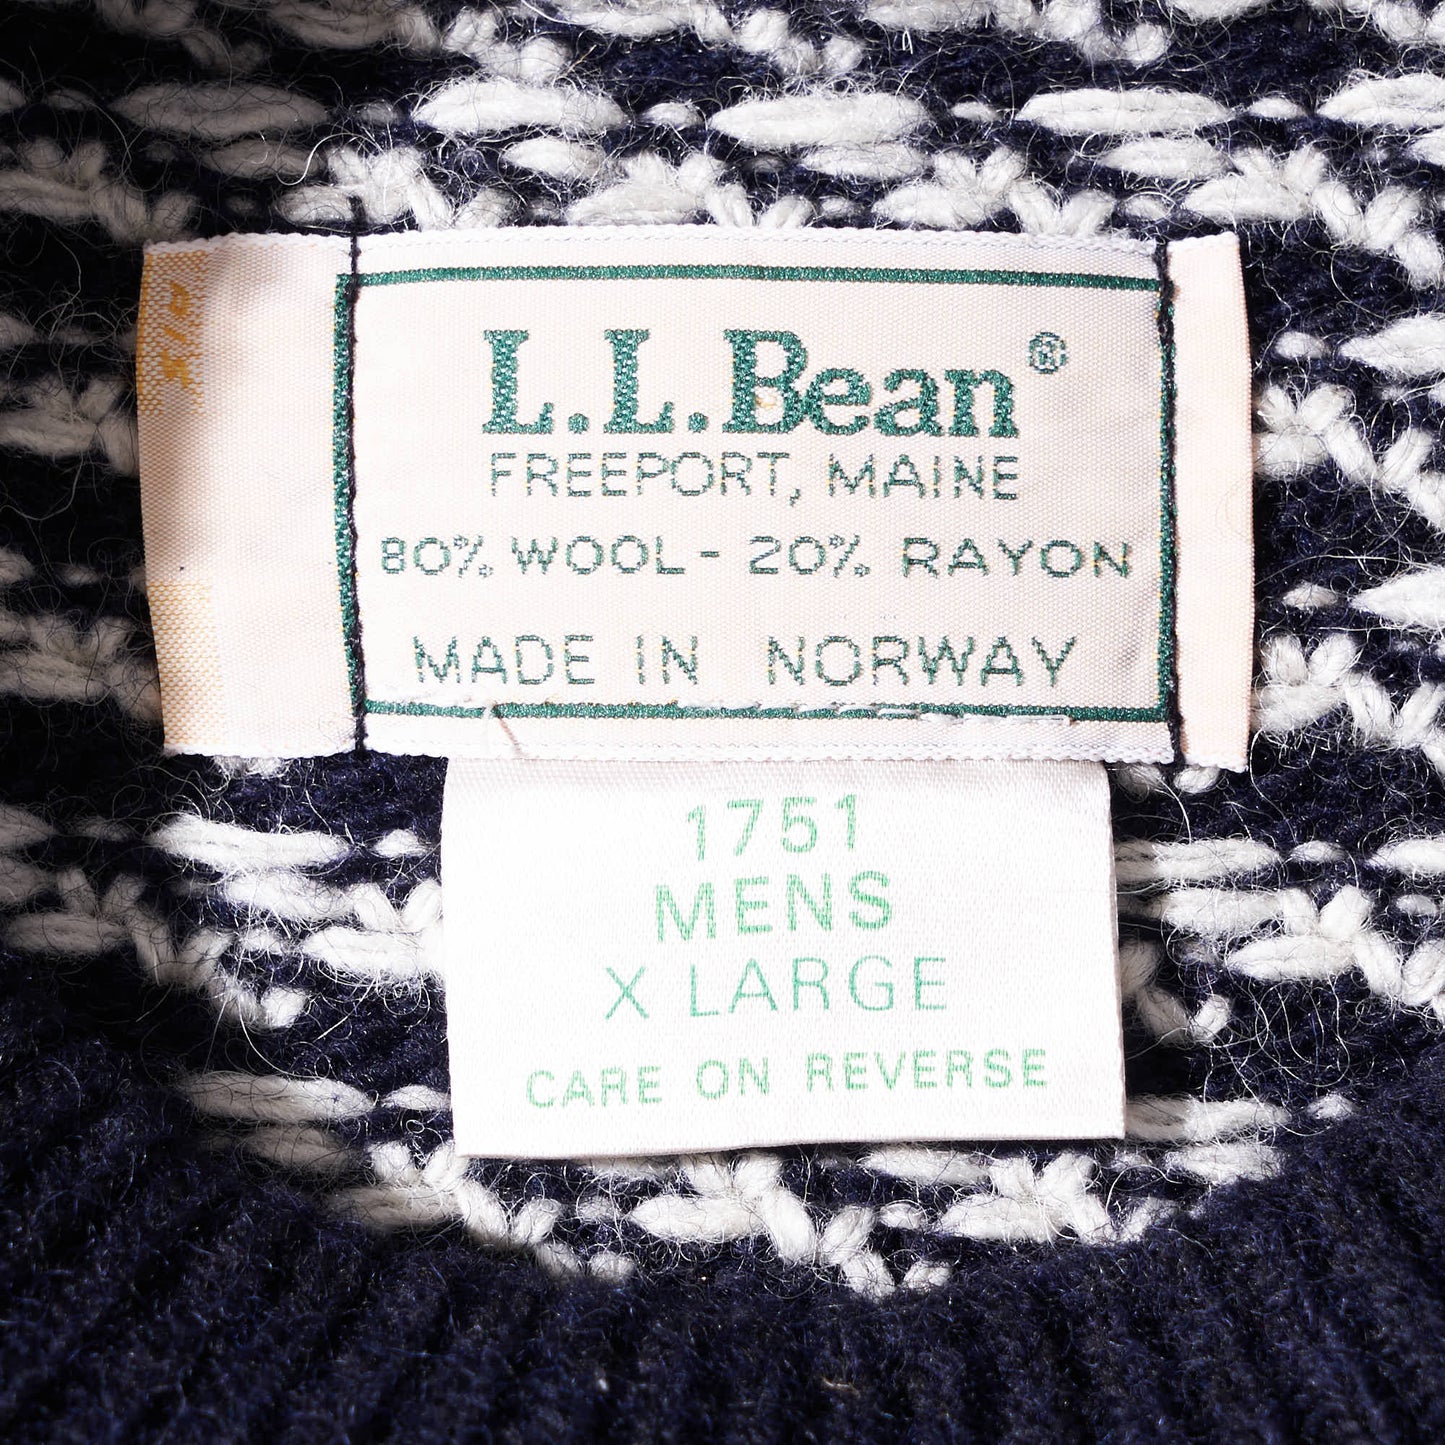 L.L.Bean®
FREEPORT, MAINE
80% WOOL - 20% RAYON
MADE IN NORWAY
1751
MENS
X LARGE
CARE ON REVERSE